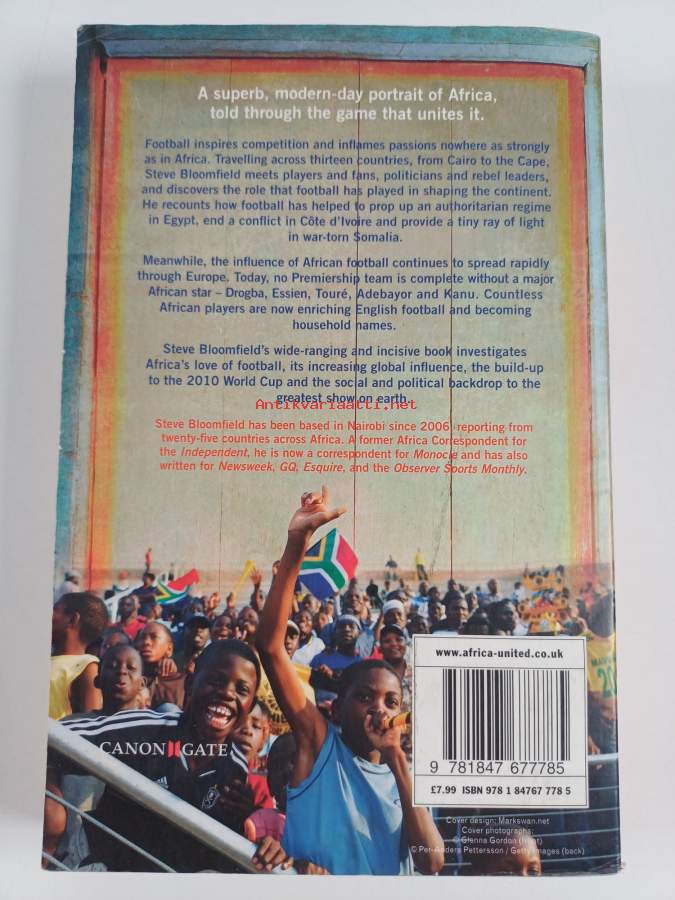 A superb, modern-day portrait of Africa,
told through the game that unites it.
Football inspires competition and inflames passions nowhere as strongly
as in Africa. Travelling across thirteen countries, from Cairo to the Cape,
Steve Bloomfield meets players and fans, politicians and rebel leaders,
and discovers the role that football has played in shaping the continent.
He recounts how football has helped to prop up an authoritarian regime
in Egypt, end a conflict in Côte d'Ivoire and provide a tiny ray of light
in war-torn Somalia.
Meanwhile, the influence of African football continues to spread rapidly
through Europe. Today, no Premiership team is complete without a major
African star – Drogba, Essien, Touré, Adebayor and Kanu. Countless
African players are now enriching English football and becoming
household names.
Steve Bloomfield's wide-ranging and incisive book investigates
Africa's love of football, its increasing global influence, the build-up
to the 2010 World Cup and the social and political backdrop to the
greatest show on earth.
Antikvariaatti.net
Steve Bloomfield has been based in Nairobi since 2006 reporting from
twenty-five countries across Africa. A former Africa Correspondent for
the Independent, he is now a correspondent for Monocle and has also
written for Newsweek, GQ, Esquire, and the Observer Sports Monthly.
www.africa-united.co.uk
CANONGATE
9 781847 677785
£7.99 ISBN 978 1 84767 778 5
Cover design: Markswan.net
Cover photographs:
© Glenna Gordon (front)
© Per-Anders Pettersson / Getty Images (back)